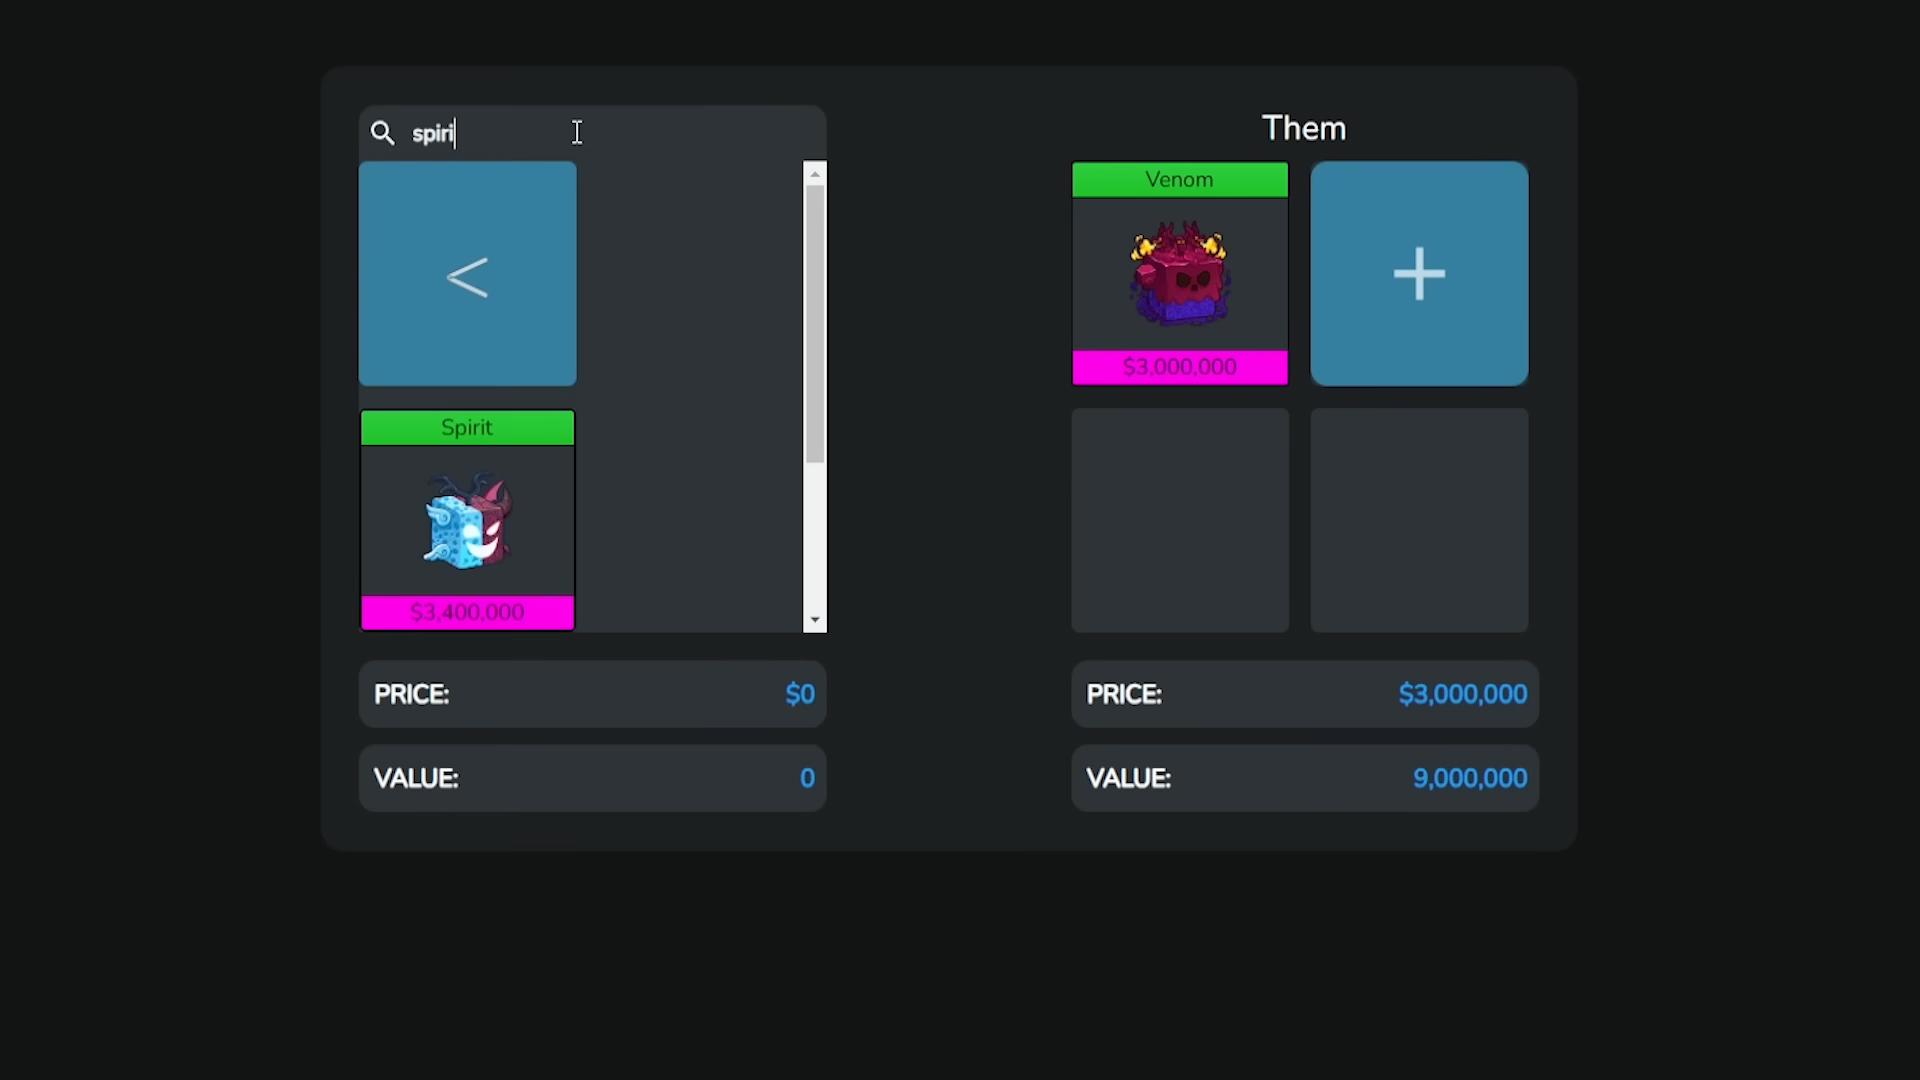 spiri
Spirit
$3,400,000
PRICE: $0
VALUE: 0
Them
Venom
$3,000,000
PRICE: $3,000,000
VALUE: 9,000,000